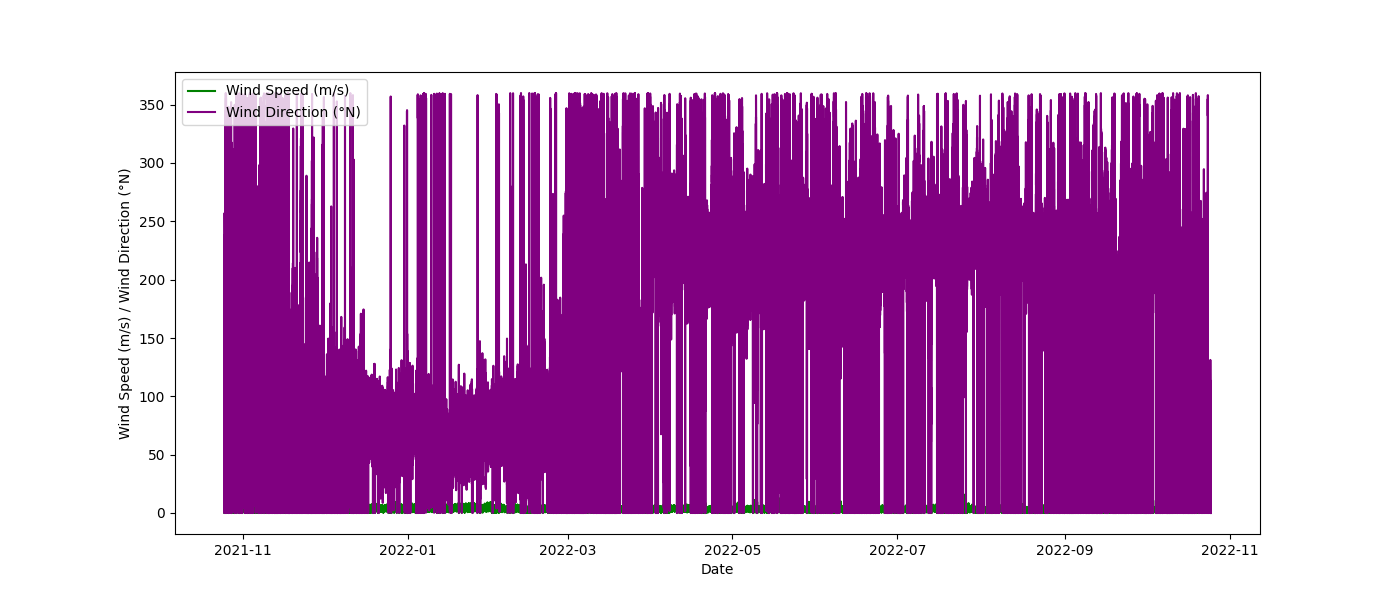 Wind Speed (m/s)
Wind Direction (°N)
Wind Speed (m/s) / Wind Direction (°N)
350
300
250
200
150
100
50
0
2021-11 2022-01 2022-03 2022-05 2022-07 2022-09 2022-11
Date